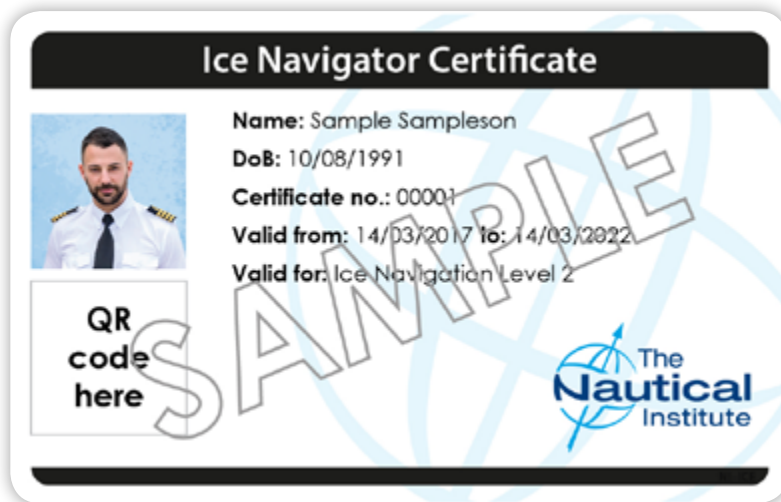 Ice Navigator Certificate
Name: Sample Sampleson
DoB: 10/08/1991
Certificate no.: 00001
Valid from: 14/03/2017 to: 14/03/2022
Valid for: Ice Navigation Level 2
QR
code
here
SAMPLE
The
Nautical
Institute